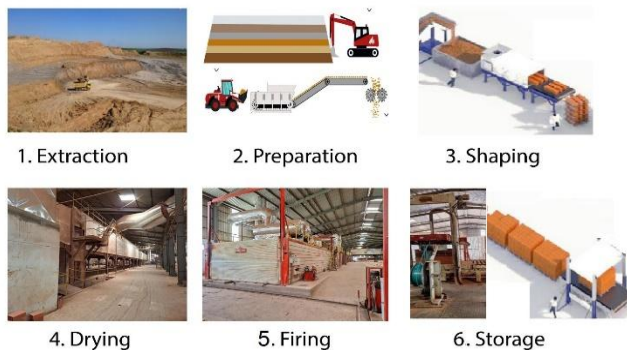 1. Extraction
2. Preparation
3. Shaping
4. Drying
5. Firing
6. Storage